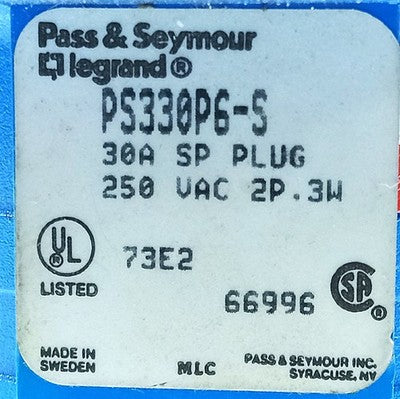 Pass & Seymour
legrand®
PS330P6-S
30A SP PLUG
250 VAC 2P.3W
UL ®
LISTED
73E2
66996
SA
MADE IN
SWEDEN
MLC
PASS & SEYMOUR INC.
SYRACUSE, NY